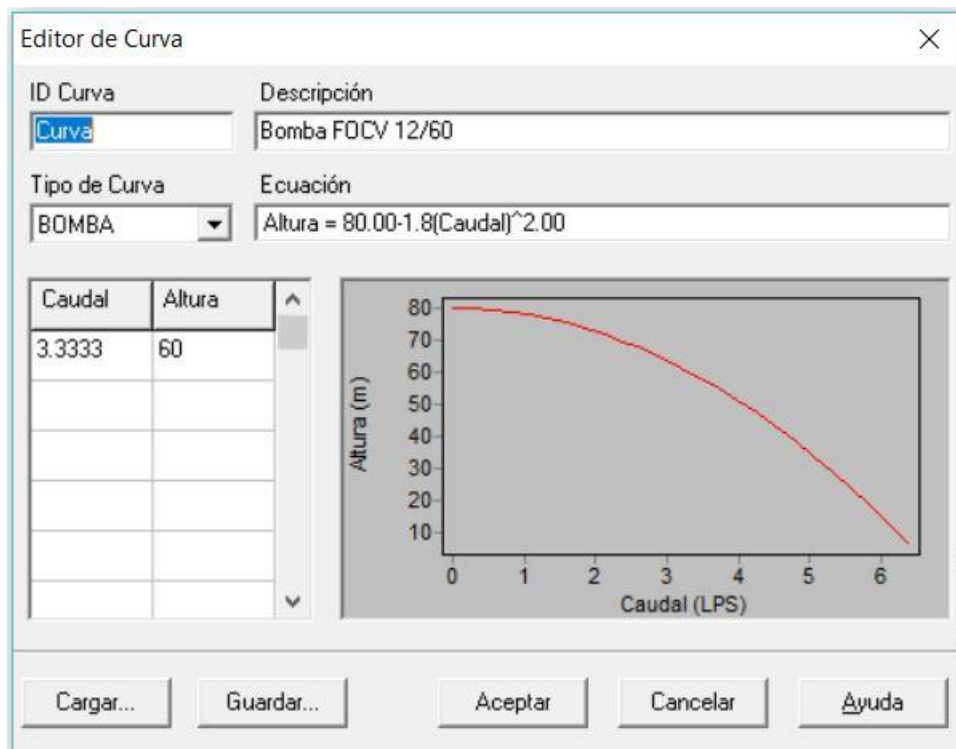 Editor de Curva
ID Curva
Descripción
Curva
Bomba FOCV 12/60
Tipo de Curva
Ecuación
BOMBA
Altura = 80.00-1.8(Caudal)^2.00
Caudal Altura
3.3333 60
80
70
60
50
40
30
20
10
Altura (m)
0 1 2 3 4 5 6
Caudal (LPS)
Cargar...
Guardar...
Aceptar
Cancelar
Ayuda